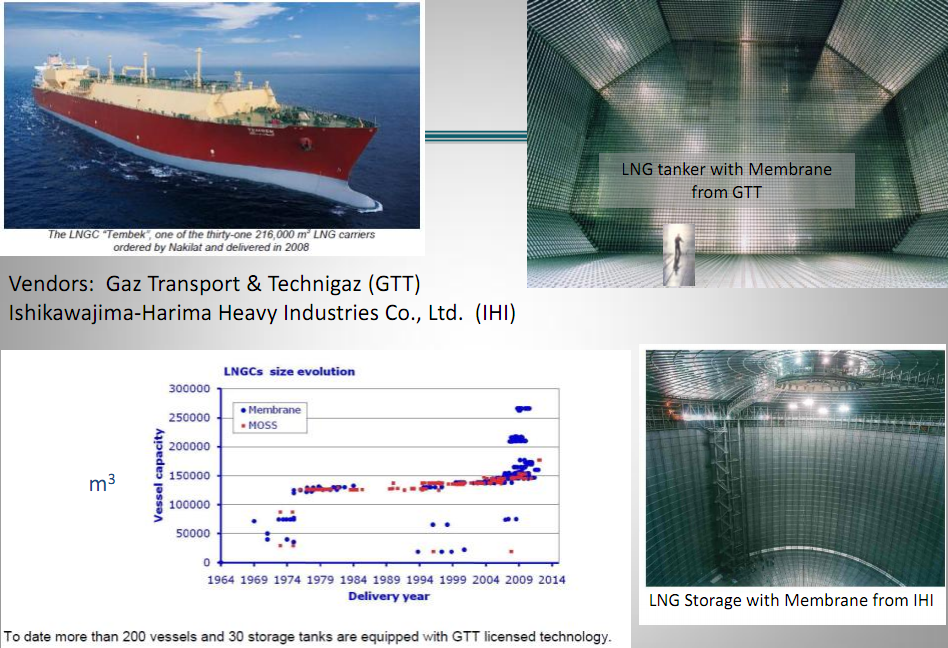 TEMBEK
The LNGC "Tembek", one of the thirty-one 216,000 m³ LNG carriers
ordered by Nakilat and delivered in 2008
LNG tanker with Membrane
from GTT
Vendors: Gaz Transport & Technigaz (GTT)
Ishikawajima-Harima Heavy Industries Co., Ltd. (IHI)
LNGCs size evolution
Membrane
MOSS
300000
250000
200000
150000
100000
50000
0
Vessel capacity
m³
1964 1969 1974 1979 1984 1989 1994 1999 2004 2009 2014
Delivery year
LNG Storage with Membrane from IHI
To date more than 200 vessels and 30 storage tanks are equipped with GTT licensed technology.